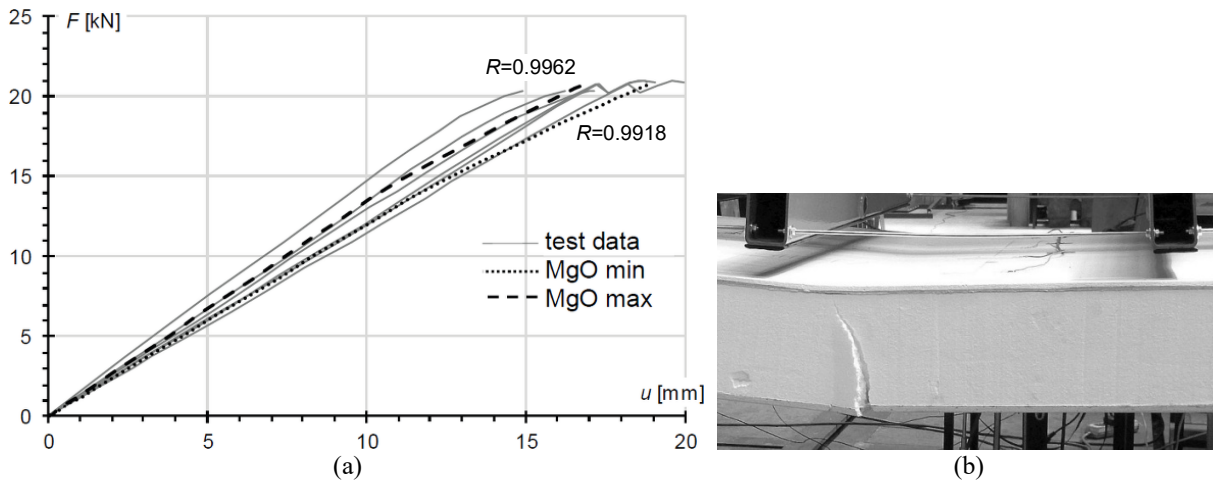 25
F [kN]
R=0.9962
20
R=0.9918
15
10
test data
MgO min
MgO max
5
u [mm]
0
0 5 10 15 20
(a) (b)